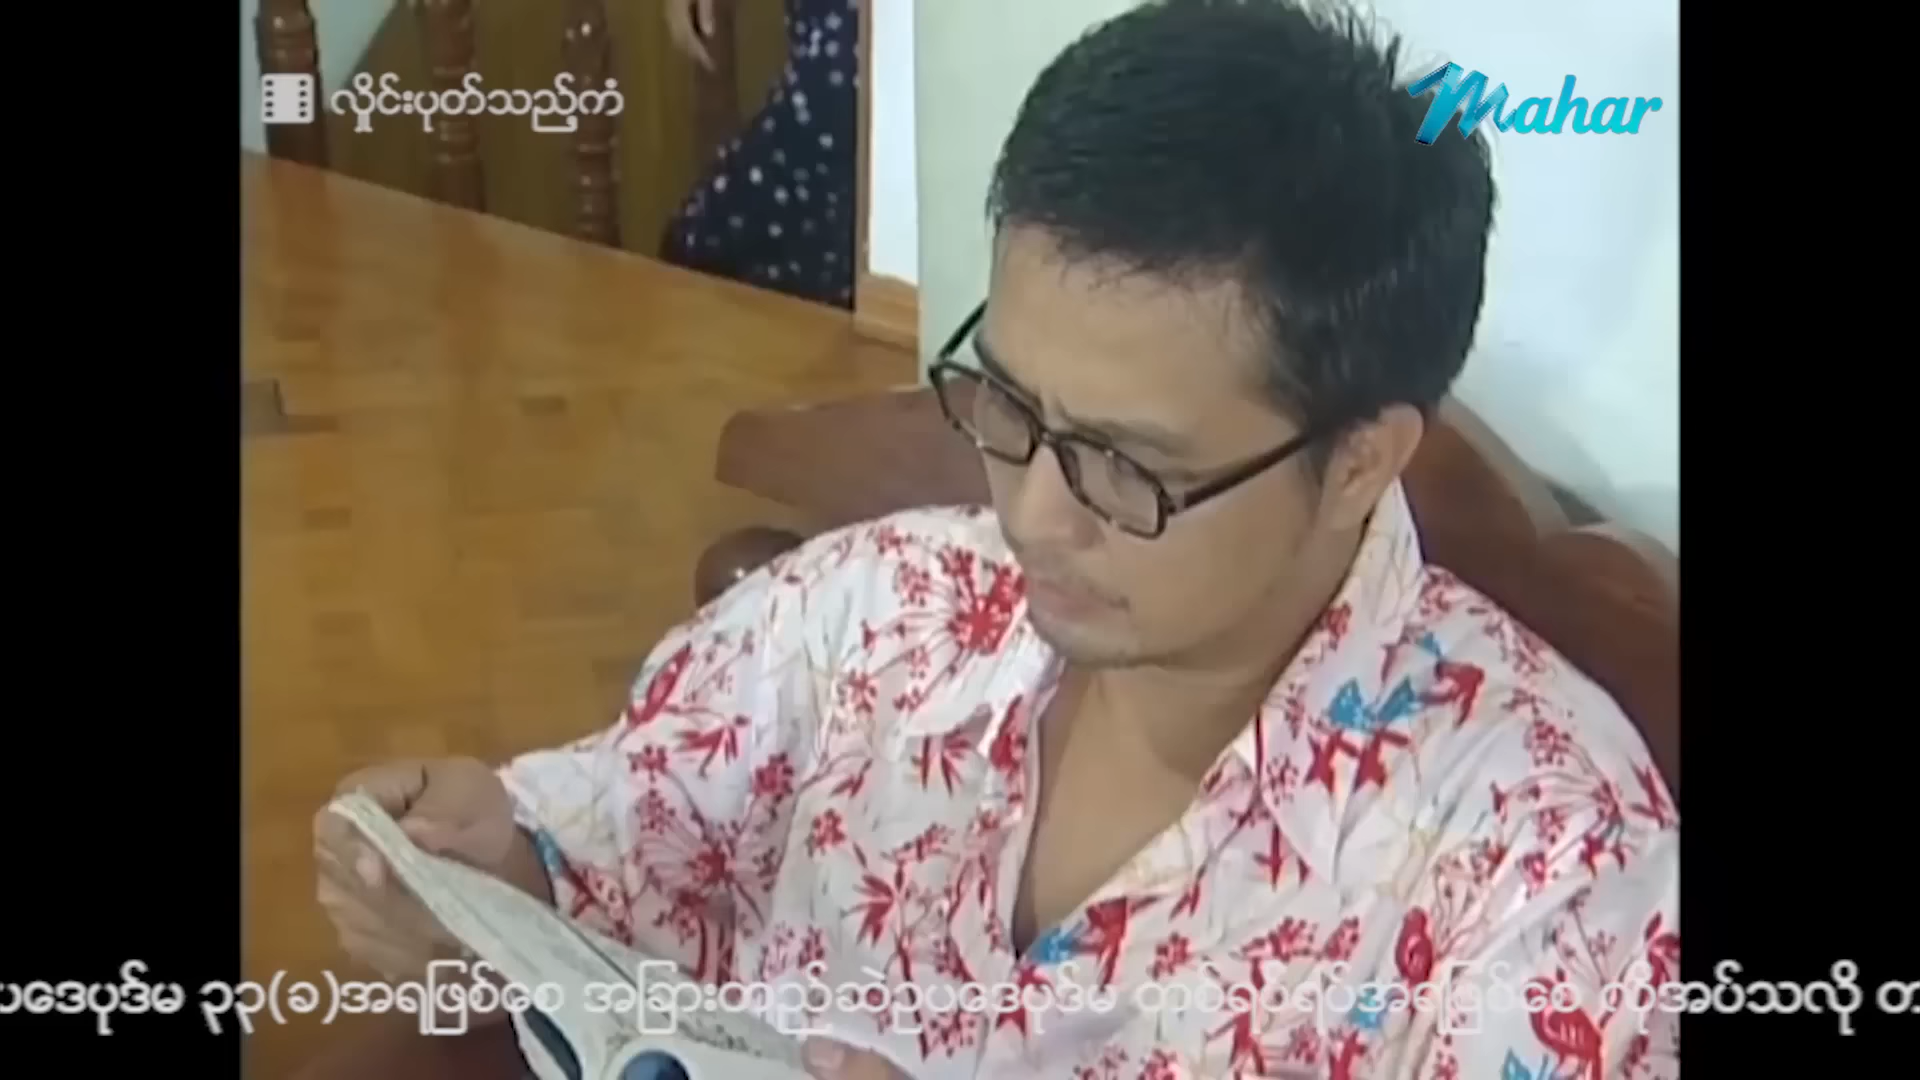 လှိုင်းပုတ်သည့်ကံ
Mahar
ပဒေပုဒ်မ ၃၃(ခ)အရဖြစ်စေ အခြားတည်ဆဲဥပဒေပုဒ်မ တစ်ရပ်ရပ်အရဖြစ်စေ လိုအပ်သလို တ